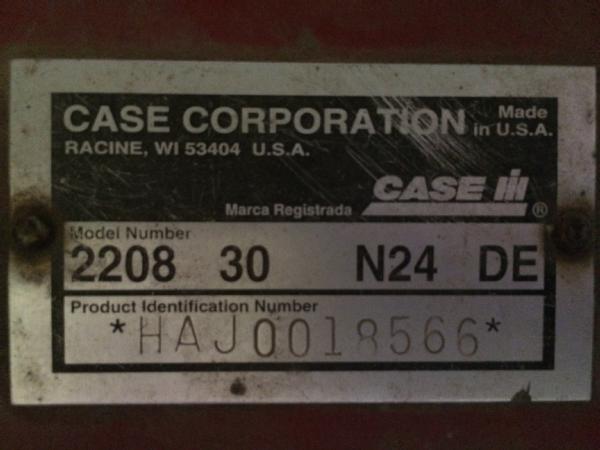 CASE CORPORATION Made in U.S.A.
RACINE, WI 53404 U.S.A.
Marca Registrada CASE IH ®
Model Number
2208 30 N24 DE
Product Identification Number
*HAJ0018566*